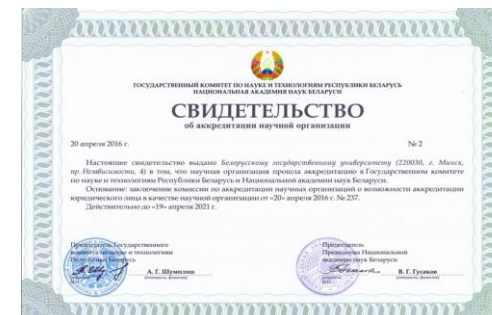 ГОСУДАРСТВЕННЫЙ КОМИТЕТ ПО НАУКЕ И ТЕХНОЛОГИЯМ РЕСПУБЛИКИ БЕЛАРУСЬ
НАЦИОНАЛЬНАЯ АКАДЕМИЯ НАУК БЕЛАРУСИ
СВИДЕТЕЛЬСТВО
об аккредитации научной организации
20 апреля 2016 г. № 2
Настоящее свидетельство выдано Белорусскому государственному университету (220030, г. Минск,
пр. Независимости, 4) в том, что научная организация прошла аккредитацию в Государственном комитете
по науке и технологиям Республики Беларусь и Национальной академии наук Беларуси.
Основание: заключение комиссии по аккредитации научных организаций о возможности аккредитации
юридического лица в качестве научной организации от «20» апреля 2016 г. № 237.
Действительно до «19» апреля 2021 г.
Председатель Государственного
комитета по науке и технологиям
Республики Беларусь
А. Г. Шумилин
Председатель
Президиума Национальной
академии наук Беларуси
В. Г. Гусаков